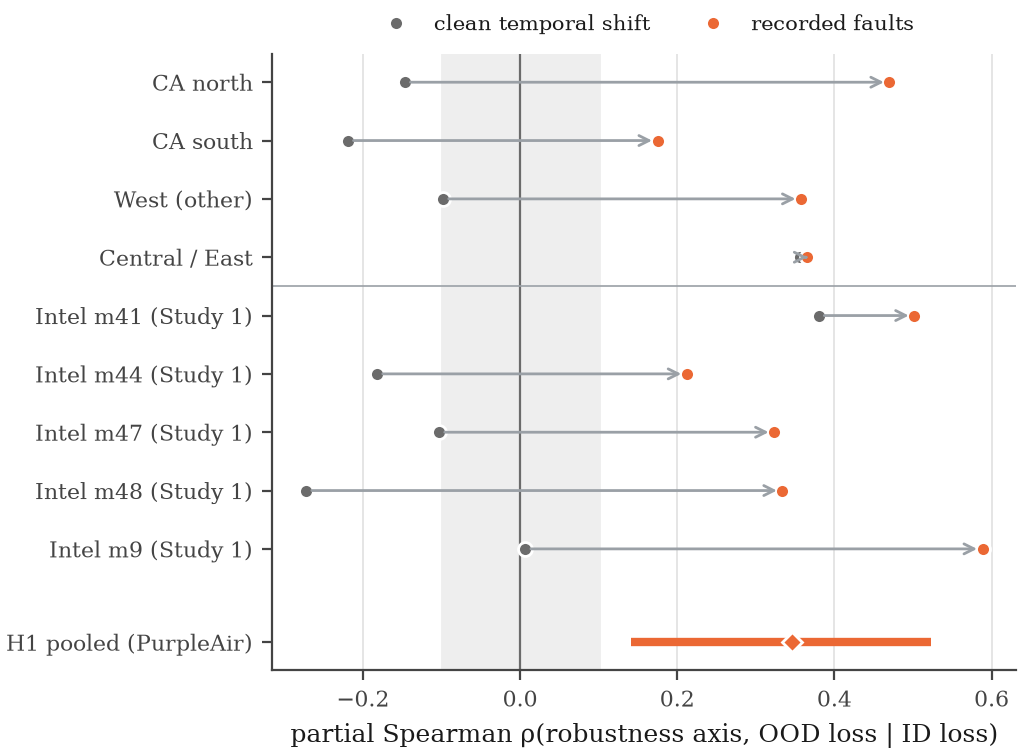 clean temporal shift recorded faults
CA north
CA south
West (other)
Central / East
Intel m41 (Study 1)
Intel m44 (Study 1)
Intel m47 (Study 1)
Intel m48 (Study 1)
Intel m9 (Study 1)
H1 pooled (PurpleAir)
−0.2 0.0 0.2 0.4 0.6
partial Spearman ρ(robustness axis, OOD loss | ID loss)